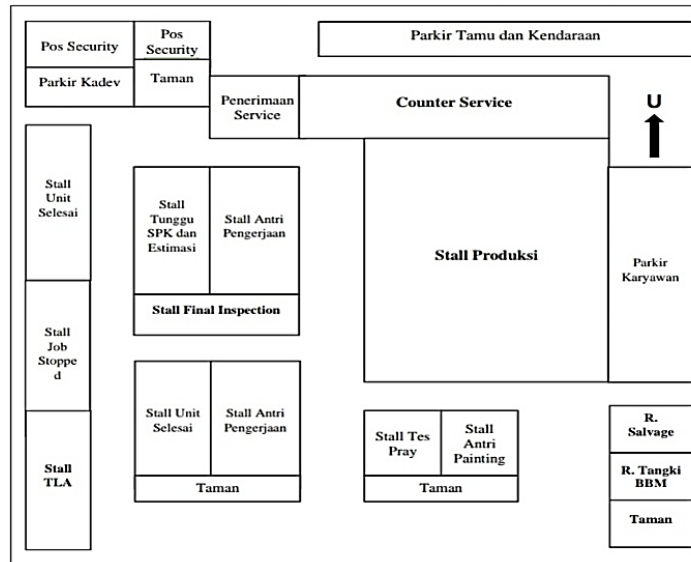 Pos Security
Pos
Security
Parkir Tamu dan Kendaraan
Parkir Kadev
Taman
Penerimaan
Service
Counter Service
U
Stall
Unit
Selesai
Stall
Tunggu
SPK dan
Estimasi
Stall Antri
Pengerjaan
Stall Produksi
Parkir
Karyawan
Stall Final Inspection
Stall
Job
Stoppe
d
Stall Unit
Selesai
Stall Antri
Pengerjaan
Stall Tes
Pray
Stall
Antri
Painting
R.
Salvage
Stall
TLA
R. Tangki
BBM
Taman
Taman
Taman